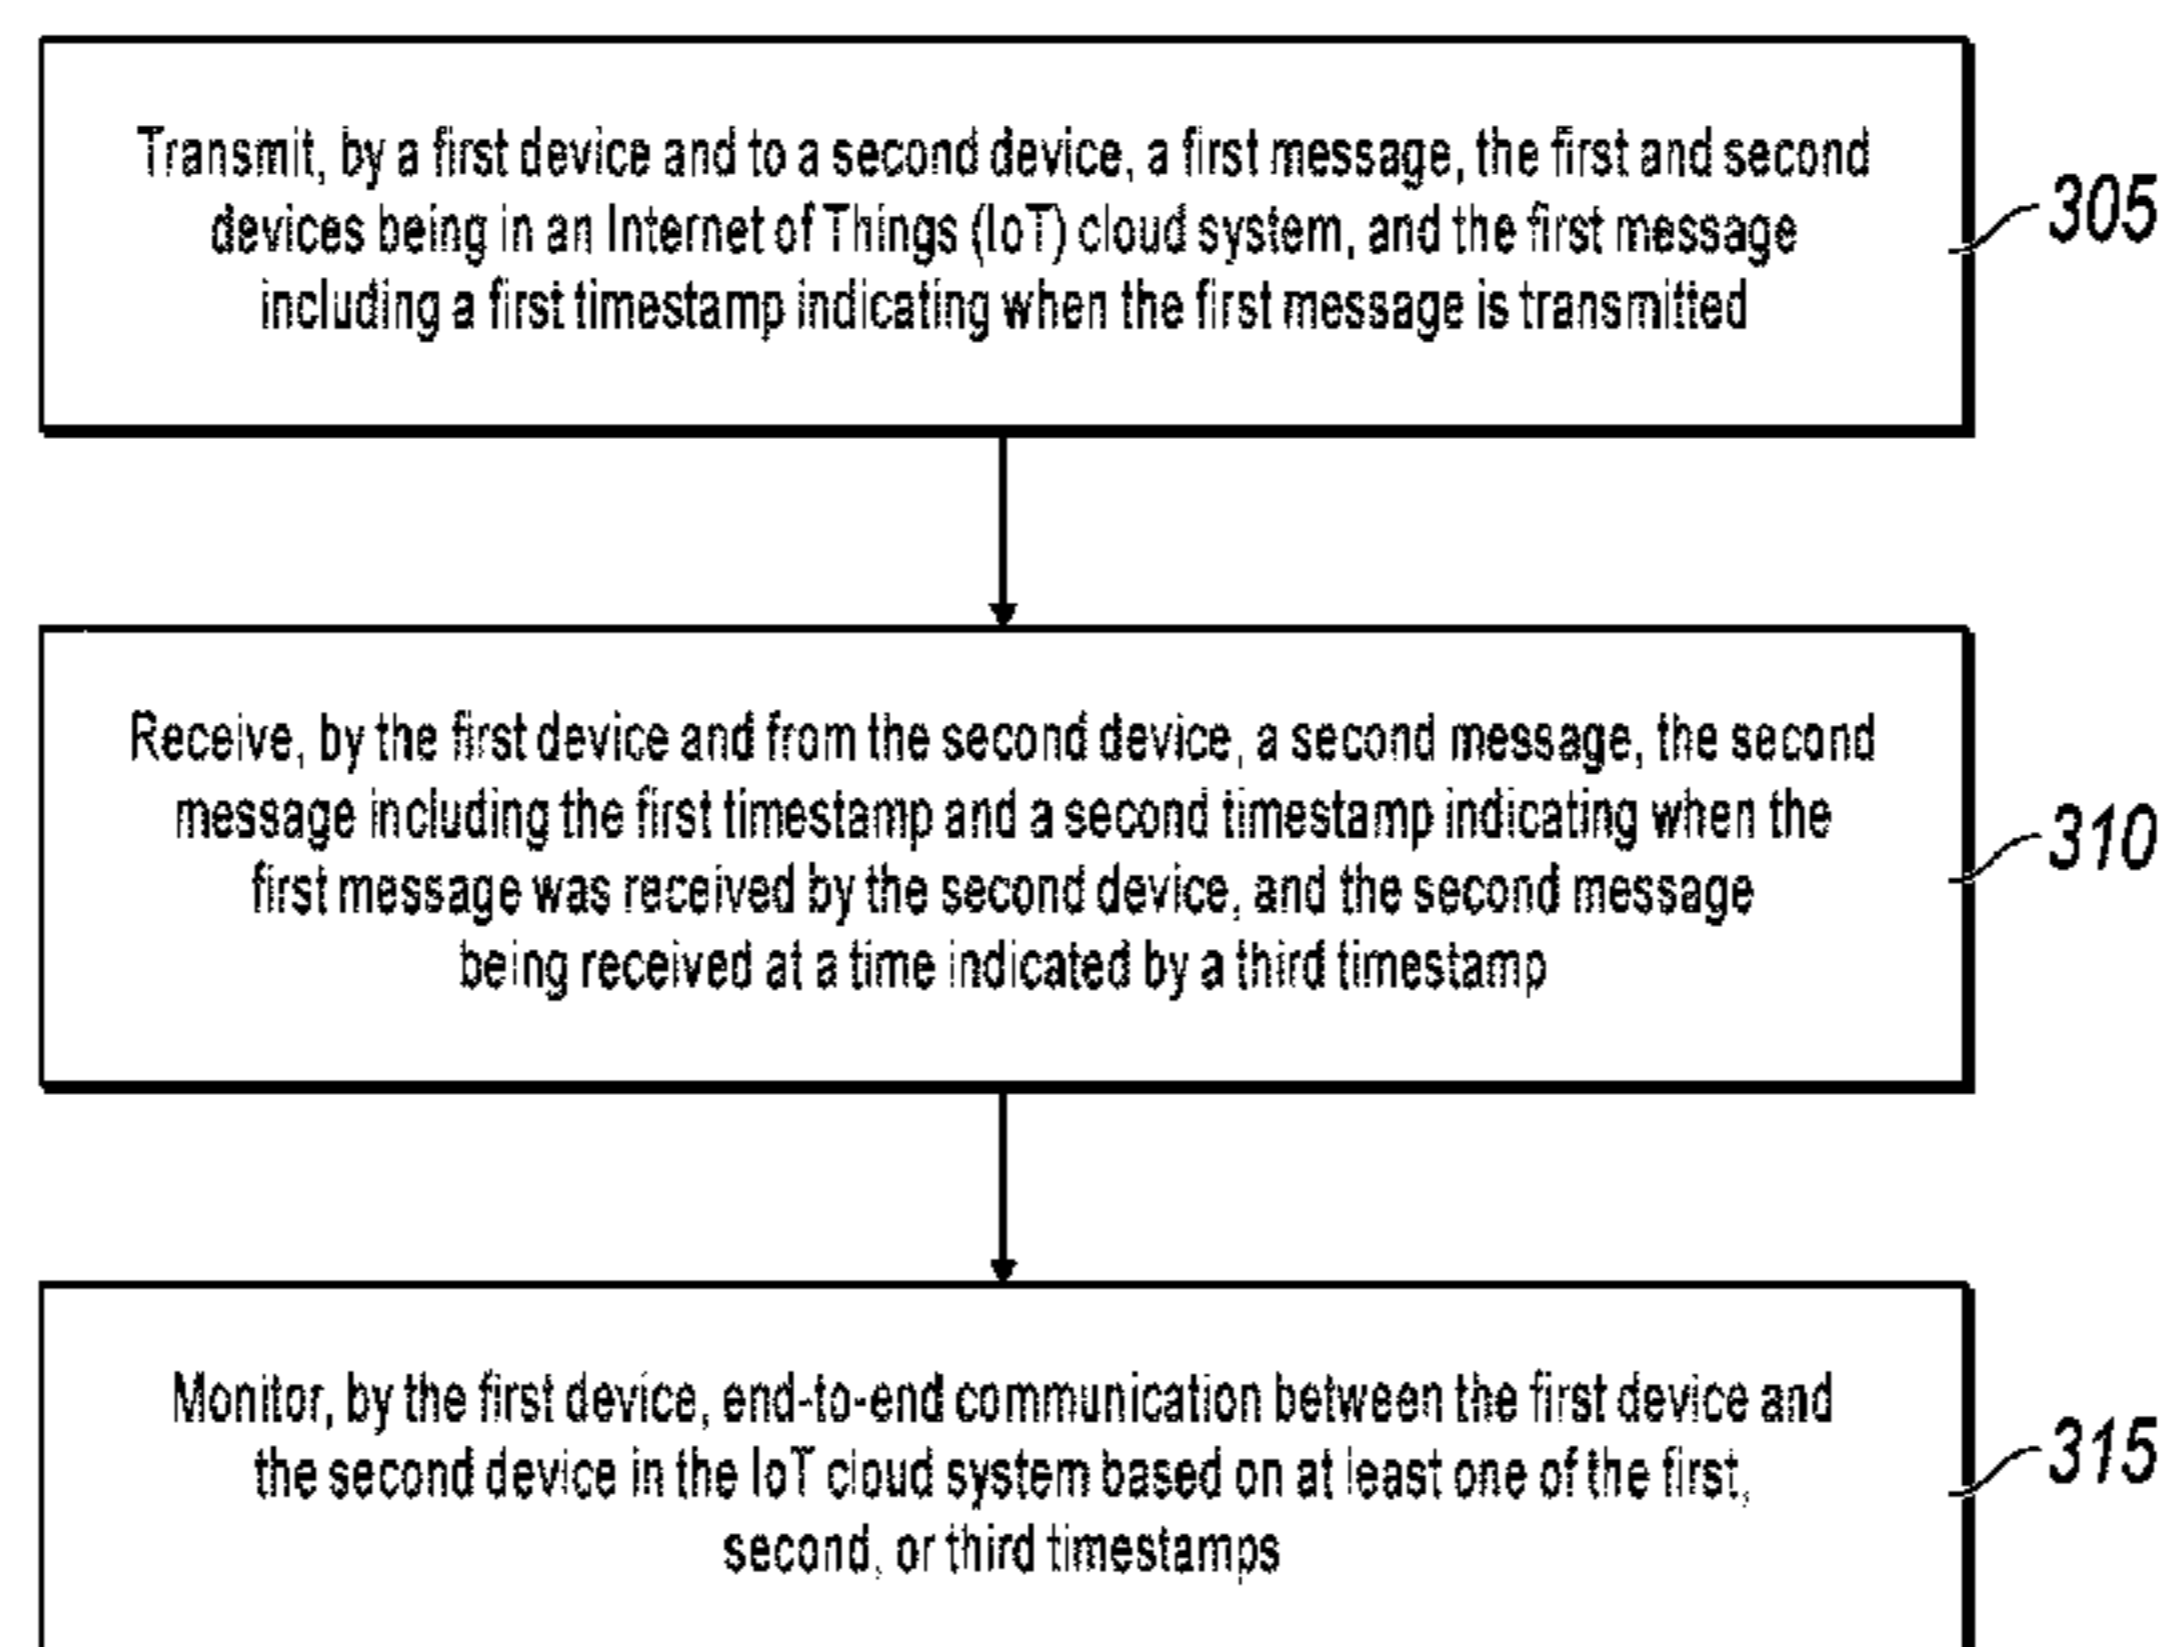 Transmit, by a first device and to a second device, a first message, the first and second
devices being in an Internet of Things (IoT) cloud system, and the first message
including a first timestamp indicating when the first message is transmitted
305
Receive, by the first device and from the second device, a second message, the second
message including the first timestamp and a second timestamp indicating when the
first message was received by the second device, and the second message
being received at a time indicated by a third timestamp
310
Monitor, by the first device, end-to-end communication between the first device and
the second device in the IoT cloud system based on at least one of the first,
second, or third timestamps
315